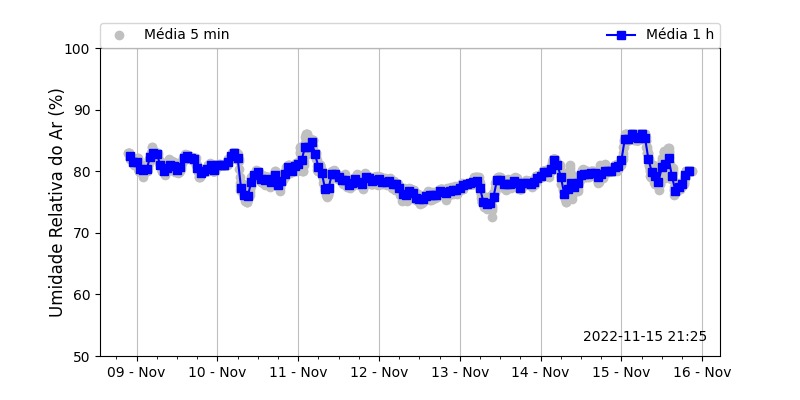 Média 5 min
Média 1 h
Umidade Relativa do Ar (%)
100
90
80
70
60
50
2022-11-15 21:25
09 - Nov
10 - Nov
11 - Nov
12 - Nov
13 - Nov
14 - Nov
15 - Nov
16 - Nov